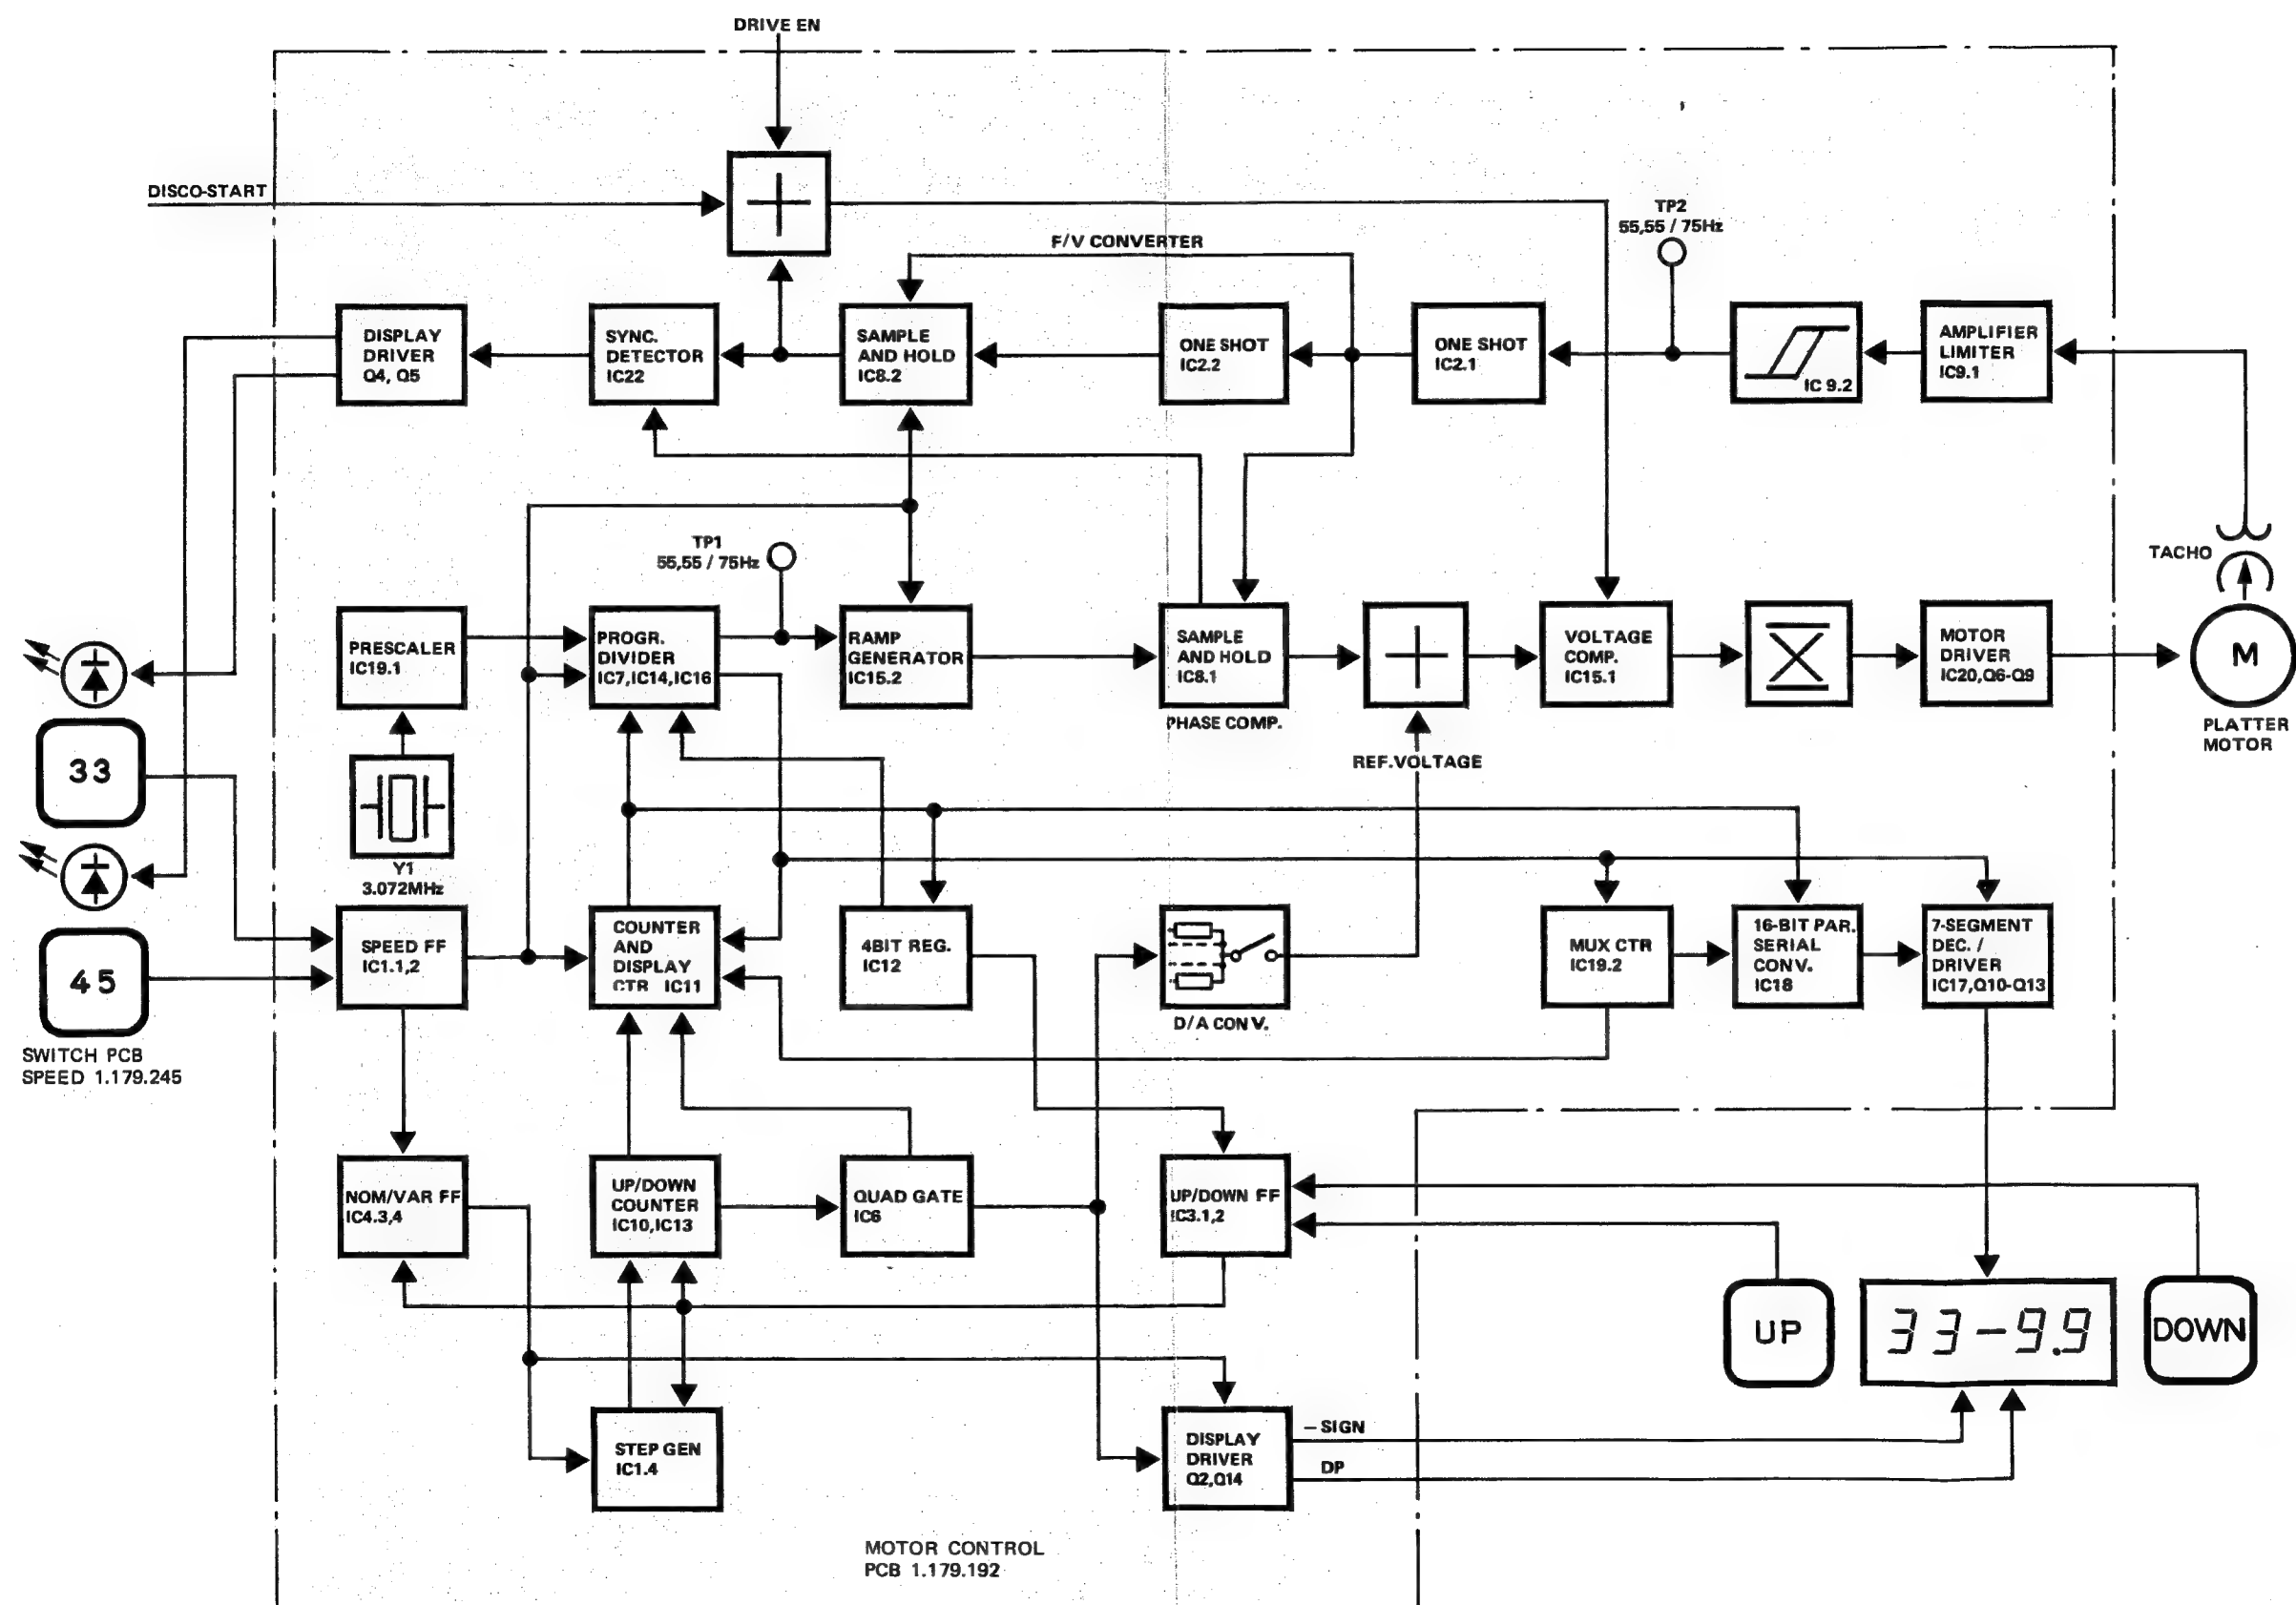 DRIVE EN
DISCO-START
F/V CONVERTER
TP2
55,55 / 75Hz
DISPLAY
DRIVER
Q4, Q5
SYNC.
DETECTOR
IC22
SAMPLE
AND HOLD
IC8.2
ONE SHOT
IC2.2
ONE SHOT
IC2.1
IC 9.2
AMPLIFIER
LIMITER
IC9.1
TP1
55,55 / 75Hz
TACHO
PRESCALER
IC19.1
PROGR.
DIVIDER
IC7,IC14,IC16
RAMP
GENERATOR
IC15.2
SAMPLE
AND HOLD
IC8.1
PHASE COMP.
VOLTAGE
COMP.
IC15.1
MOTOR
DRIVER
IC20,Q6-Q9
M
PLATTER
MOTOR
REF.VOLTAGE
33
Y1
3.072MHz
45
SWITCH PCB
SPEED 1.179.245
SPEED FF
IC1.1,2
COUNTER
AND
DISPLAY
CTR IC11
4BIT REG.
IC12
D/A CONV.
MUX CTR
IC19.2
16-BIT PAR.
SERIAL
CONV.
IC18
7-SEGMENT
DEC. /
DRIVER
IC17,Q10-Q13
NOM/VAR FF
IC4.3,4
UP/DOWN
COUNTER
IC10,IC13
QUAD GATE
IC6
UP/DOWN FF
IC3.1,2
UP
33-9.9
DOWN
STEP GEN
IC1.4
DISPLAY
DRIVER
Q2,Q14
– SIGN
DP
MOTOR CONTROL
PCB 1.179.192